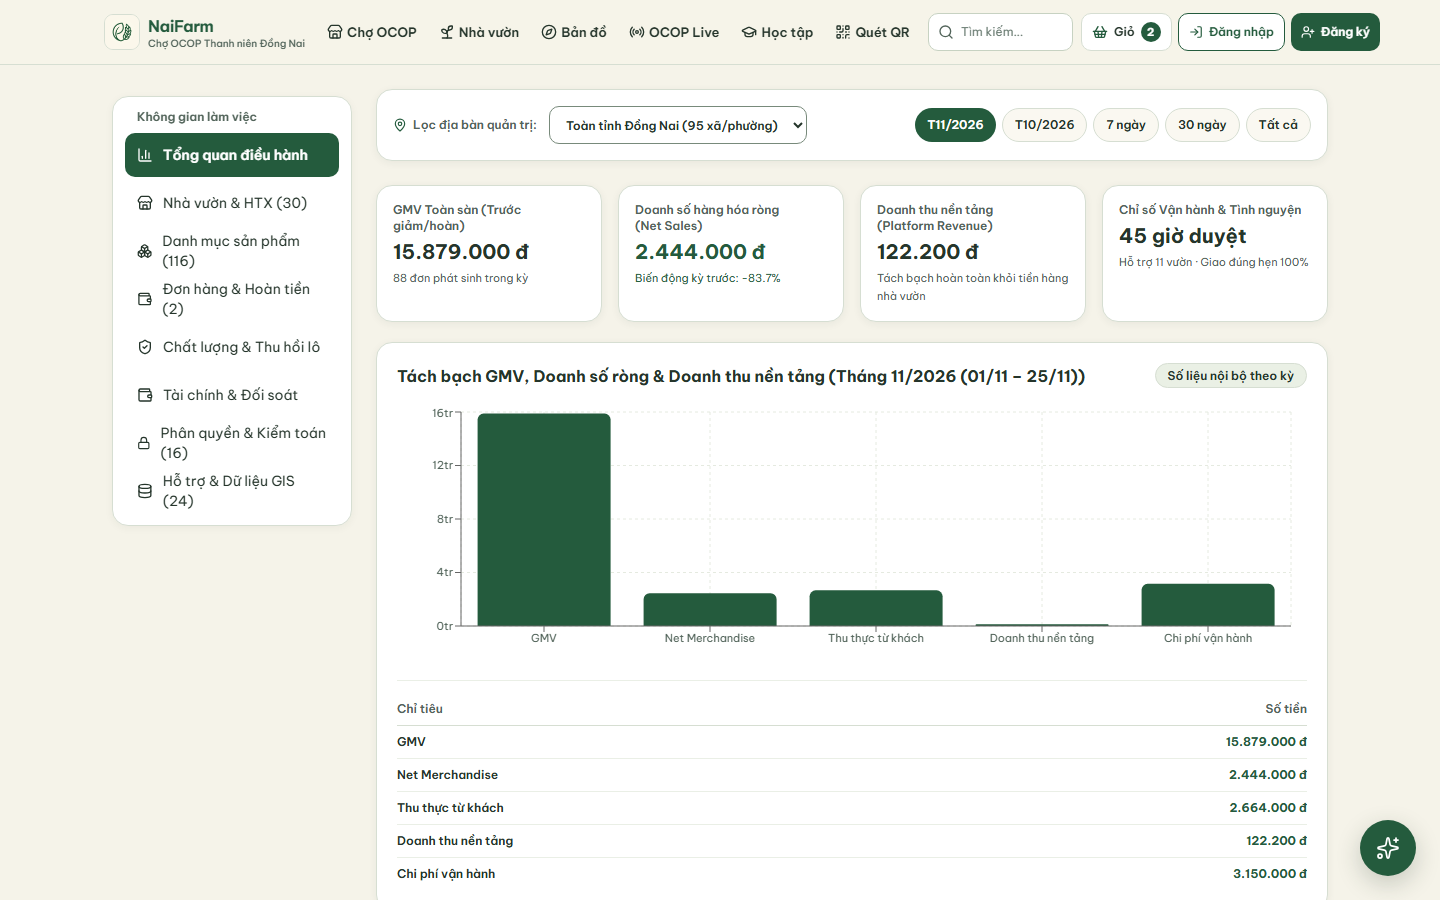 NaiFarm
Chợ OCOP Thanh niên Đồng Nai
Chợ OCOP
Nhà vườn
Bản đồ
OCOP Live
Học tập
Quét QR
Tìm kiếm...
Giỏ 2
Đăng nhập
Đăng ký
Không gian làm việc
Tổng quan điều hành
Nhà vườn & HTX (30)
Danh mục sản phẩm
(116)
Đơn hàng & Hoàn tiền
(2)
Chất lượng & Thu hồi lô
Tài chính & Đối soát
Phân quyền & Kiểm toán
(16)
Hỗ trợ & Dữ liệu GIS
(24)
Lọc địa bàn quản trị:
Toàn tỉnh Đồng Nai (95 xã/phường)
T11/2026
T10/2026
7 ngày
30 ngày
Tất cả
GMV Toàn sàn (Trước
giảm/hoàn)
15.879.000 đ
88 đơn phát sinh trong kỳ
Doanh số hàng hóa ròng
(Net Sales)
2.444.000 đ
Biến động kỳ trước: -83.7%
Doanh thu nền tảng
(Platform Revenue)
122.200 đ
Tách bạch hoàn toàn khỏi tiền hàng
nhà vườn
Chỉ số Vận hành & Tình nguyện
45 giờ duyệt
Hỗ trợ 11 vườn · Giao đúng hẹn 100%
Tách bạch GMV, Doanh số ròng & Doanh thu nền tảng (Tháng 11/2026 (01/11 – 25/11))
Số liệu nội bộ theo kỳ
16tr
12tr
8tr
4tr
0tr
GMV
Net Merchandise
Thu thực từ khách
Doanh thu nền tảng
Chi phí vận hành
Chỉ tiêu
Số tiền
GMV
15.879.000 đ
Net Merchandise
2.444.000 đ
Thu thực từ khách
2.664.000 đ
Doanh thu nền tảng
122.200 đ
Chi phí vận hành
3.150.000 đ